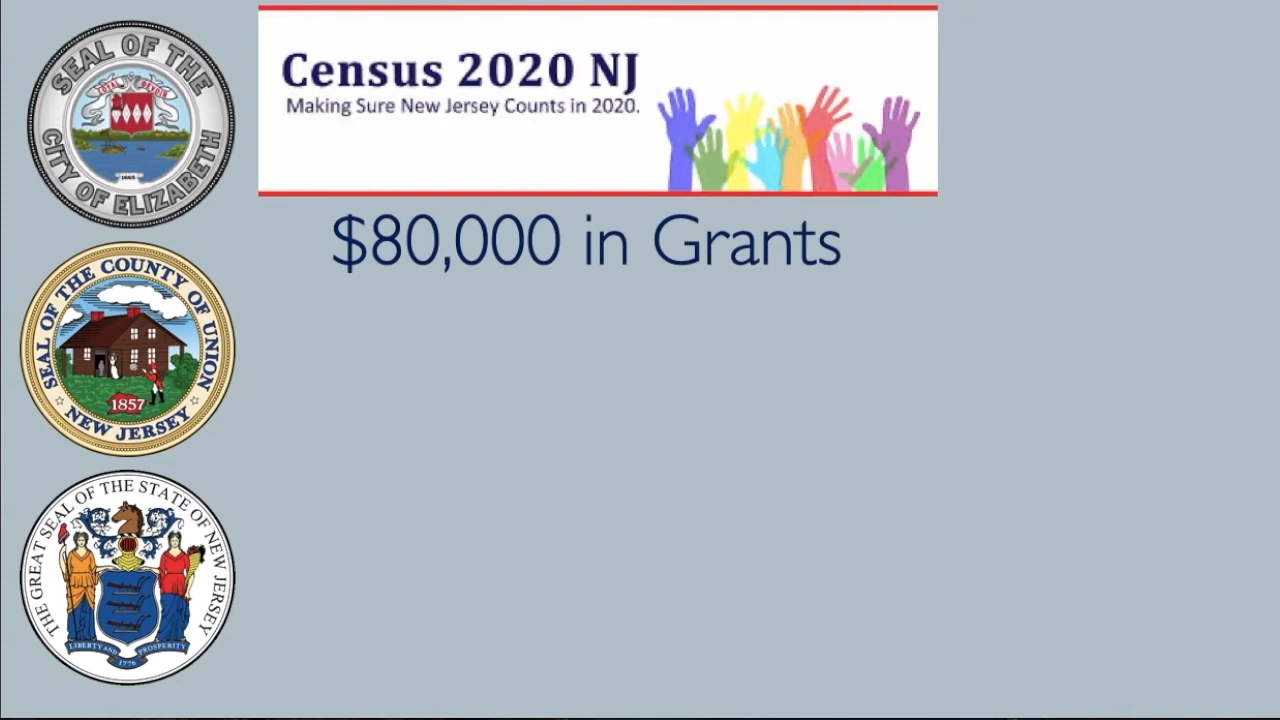 SEAL OF THE
CITY OF ELIZABETH
1665
Census 2020 NJ
Making Sure New Jersey Counts in 2020.
$80,000 in Grants
SEAL OF THE COUNTY OF UNION
1857
NEW JERSEY
THE GREAT SEAL OF THE STATE OF NEW JERSEY
LIBERTY AND PROSPERITY
1776